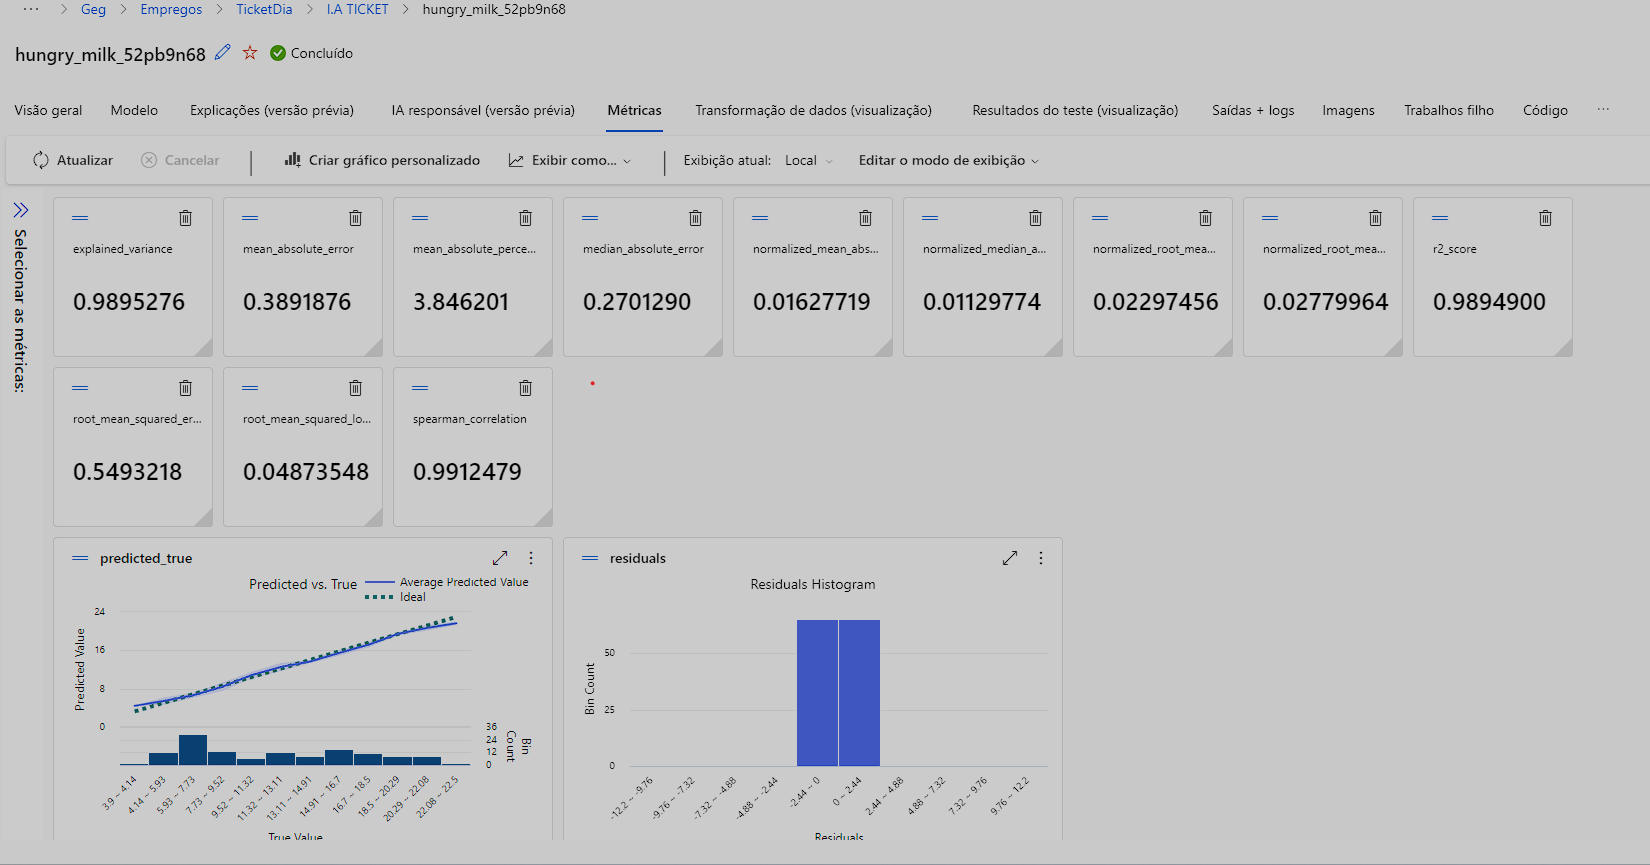 ··· > Geg > Empregos > TicketDia > I.A TICKET > hungry_milk_52pb9n68
hungry_milk_52pb9n68 Concluído
Visão geral Modelo Explicações (versão prévia) IA responsável (versão prévia) Métricas Transformação de dados (visualização) Resultados do teste (visualização) Saídas + logs Imagens Trabalhos filho Código ···
Atualizar Cancelar Criar gráfico personalizado Exibir como... Exibição atual: Local Editar o modo de exibição
Selecionar as métricas:
explained_variance
0.9895276
mean_absolute_error
0.3891876
mean_absolute_perce...
3.846201
median_absolute_error
0.2701290
normalized_mean_abs...
0.01627719
normalized_median_a...
0.01129774
normalized_root_mea...
0.02297456
normalized_root_mea...
0.02779964
r2_score
0.9894900
root_mean_squared_er...
0.5493218
root_mean_squared_lo...
0.04873548
spearman_correlation
0.9912479
predicted_true
Predicted vs. True
Average Predicted Value
Ideal
Predicted Value
24
16
8
0
36
24
12
0
Bin
Count
3.9 ~ 4.14
4.14 ~ 5.93
5.93 ~ 7.73
7.73 ~ 9.52
9.52 ~ 11.32
11.32 ~ 13.11
13.11 ~ 14.91
14.91 ~ 16.7
16.7 ~ 18.5
18.5 ~ 20.29
20.29 ~ 22.08
22.08 ~ 22.5
True Value
residuals
Residuals Histogram
Bin Count
50
25
0
-12.2 ~ -9.76
-9.76 ~ -7.32
-7.32 ~ -4.88
-4.88 ~ -2.44
-2.44 ~ 0
0 ~ 2.44
2.44 ~ 4.88
4.88 ~ 7.32
7.32 ~ 9.76
9.76 ~ 12.2
Residuals